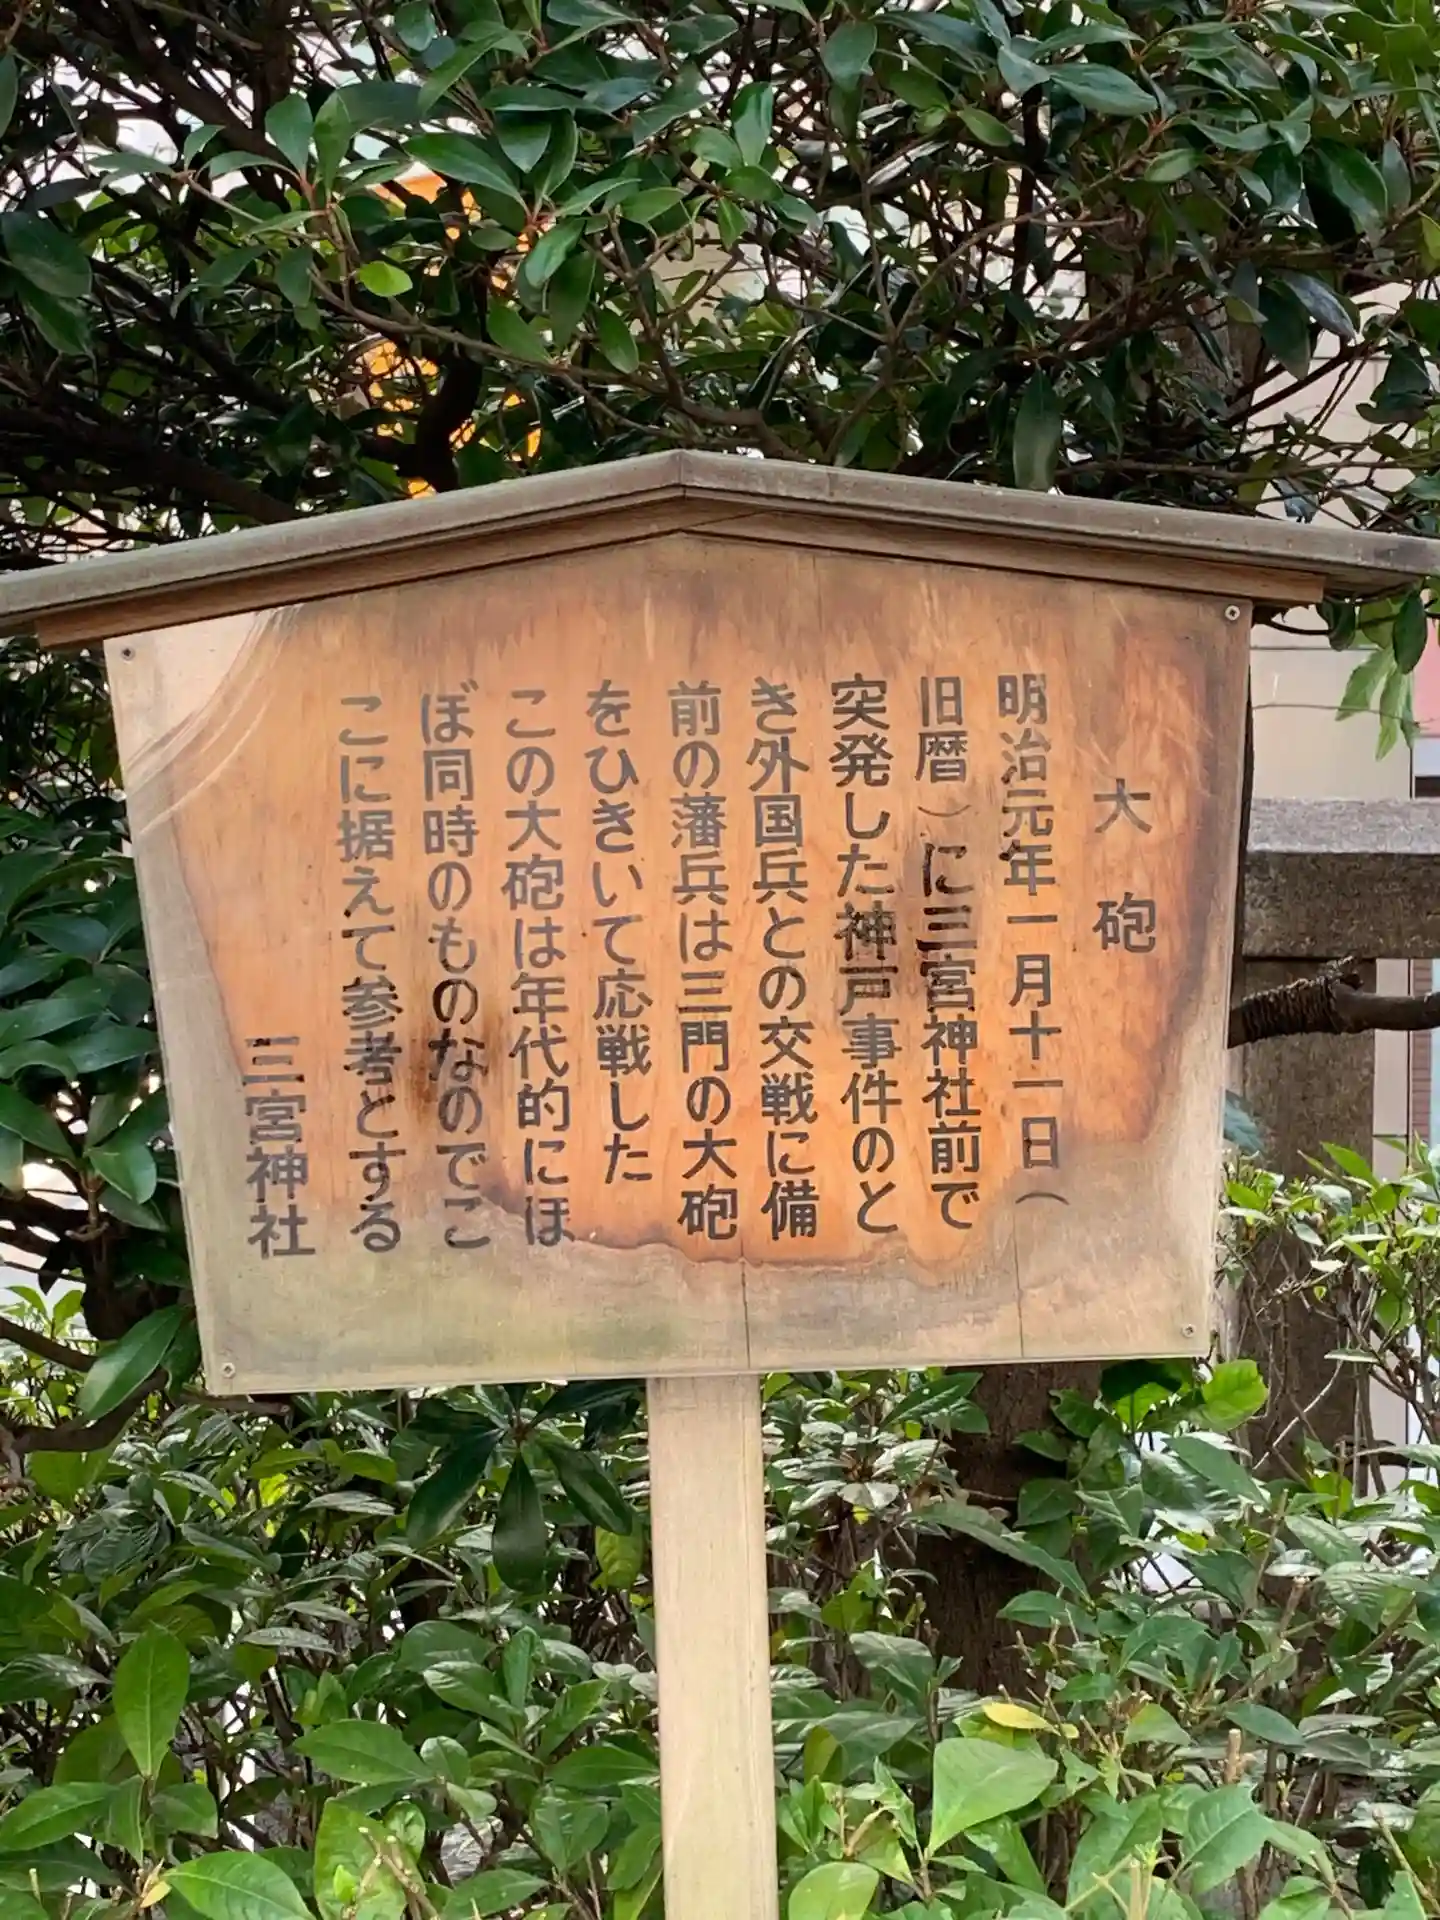 大砲
明治元年一月十一日（
旧暦）に三宮神社前で
突発した神戸事件のと
き外国兵との交戦に備
前の藩兵は三門の大砲
をひきいて応戦した
この大砲は年代的にほ
ぼ同時のものなのでこ
こに据えて参考とする
三宮神社